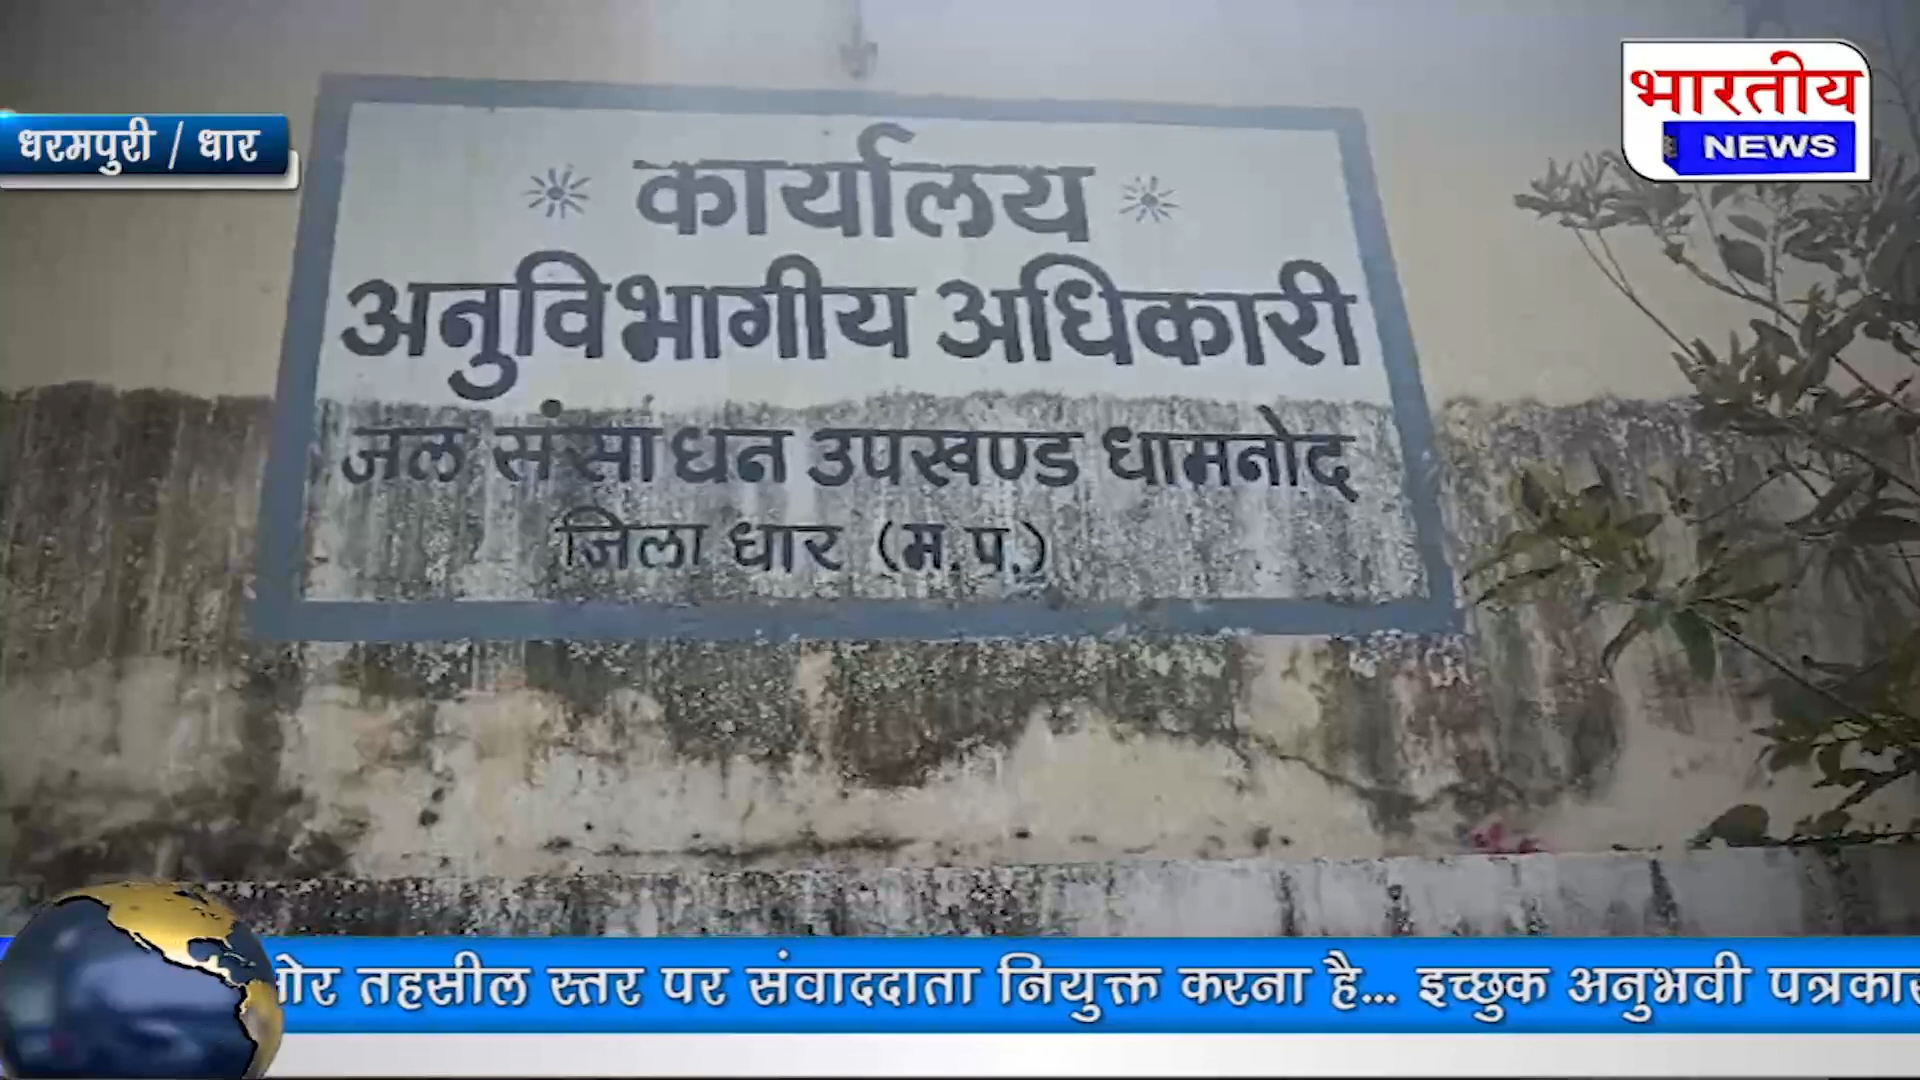 भारतीय
NEWS
धरमपुरी / धार
कार्यालय
अनुविभागीय अधिकारी
जल संसाधन उपखण्ड धामनोद
जिला धार (म.प.)
तहसील स्तर पर संवाददाता नियुक्त करना है... इच्छुक अनुभवी